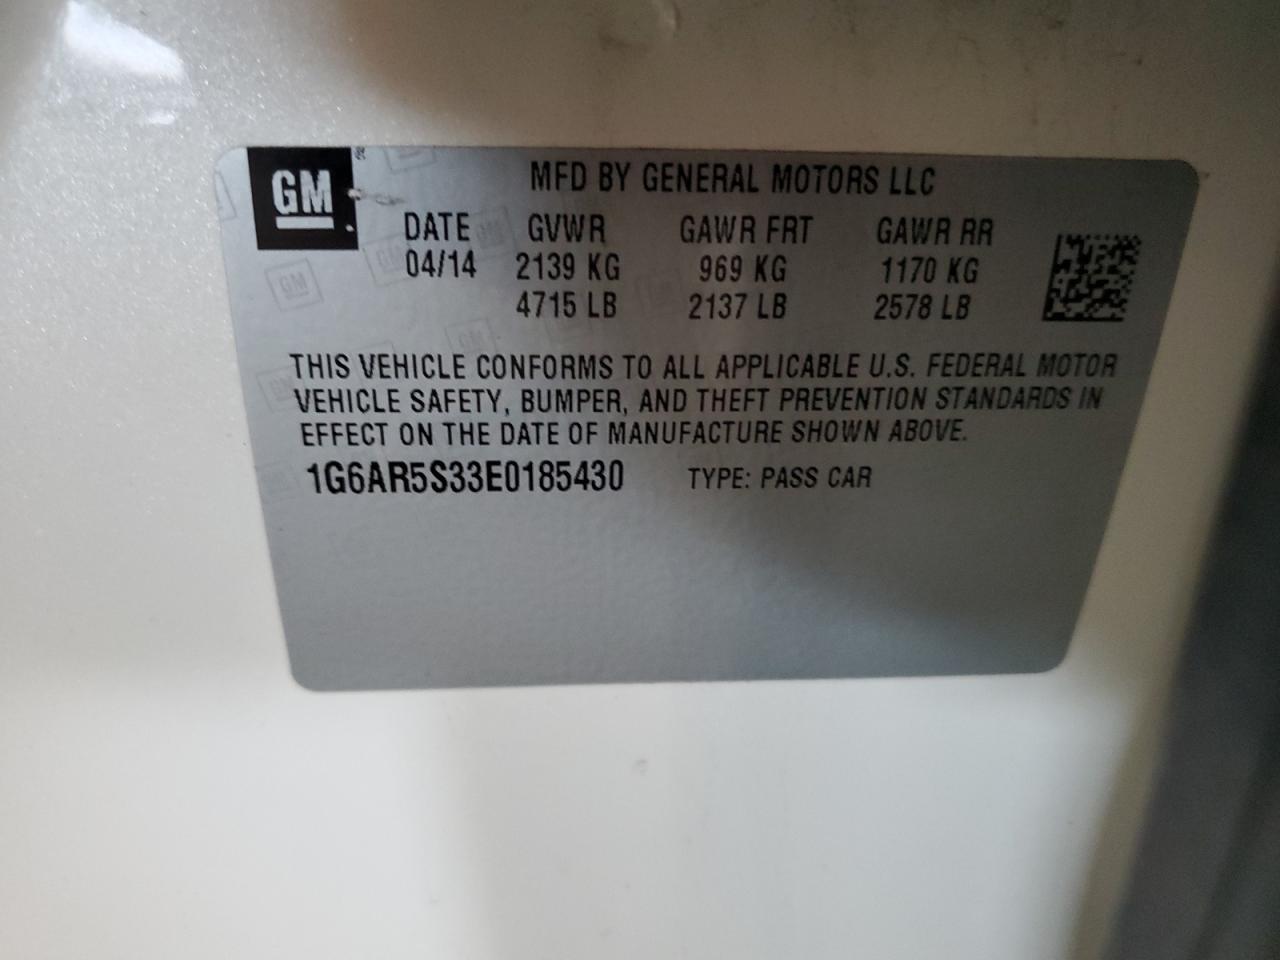 GM
MFD BY GENERAL MOTORS LLC
DATE GVWR GAWR FRT GAWR RR
04/14 2139 KG 969 KG 1170 KG
4715 LB 2137 LB 2578 LB
THIS VEHICLE CONFORMS TO ALL APPLICABLE U.S. FEDERAL MOTOR
VEHICLE SAFETY, BUMPER, AND THEFT PREVENTION STANDARDS IN
EFFECT ON THE DATE OF MANUFACTURE SHOWN ABOVE.
1G6AR5S33E0185430 TYPE: PASS CAR